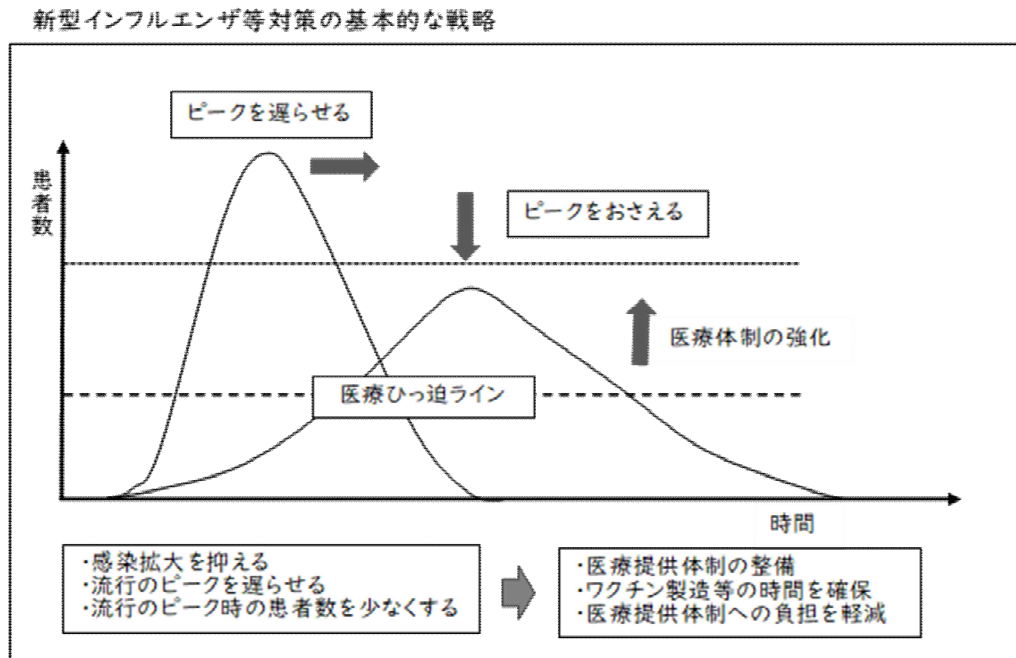 新型インフルエンザ等対策の基本的な戦略
ピークを遅らせる
患者数
ピークをおさえる
医療体制の強化
医療ひっ迫ライン
時間
・感染拡大を抑える
・流行のピークを遅らせる
・流行のピーク時の患者数を少なくする
・医療提供体制の整備
・ワクチン製造等の時間を確保
・医療提供体制への負担を軽減